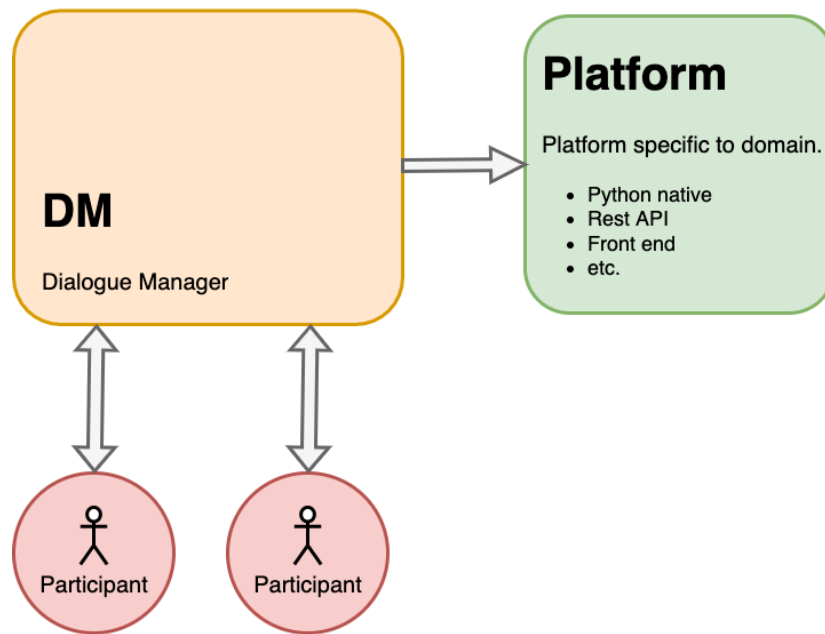 DM
Dialogue Manager
Platform
Platform specific to domain.
• Python native
• Rest API
• Front end
• etc.
Participant
Participant